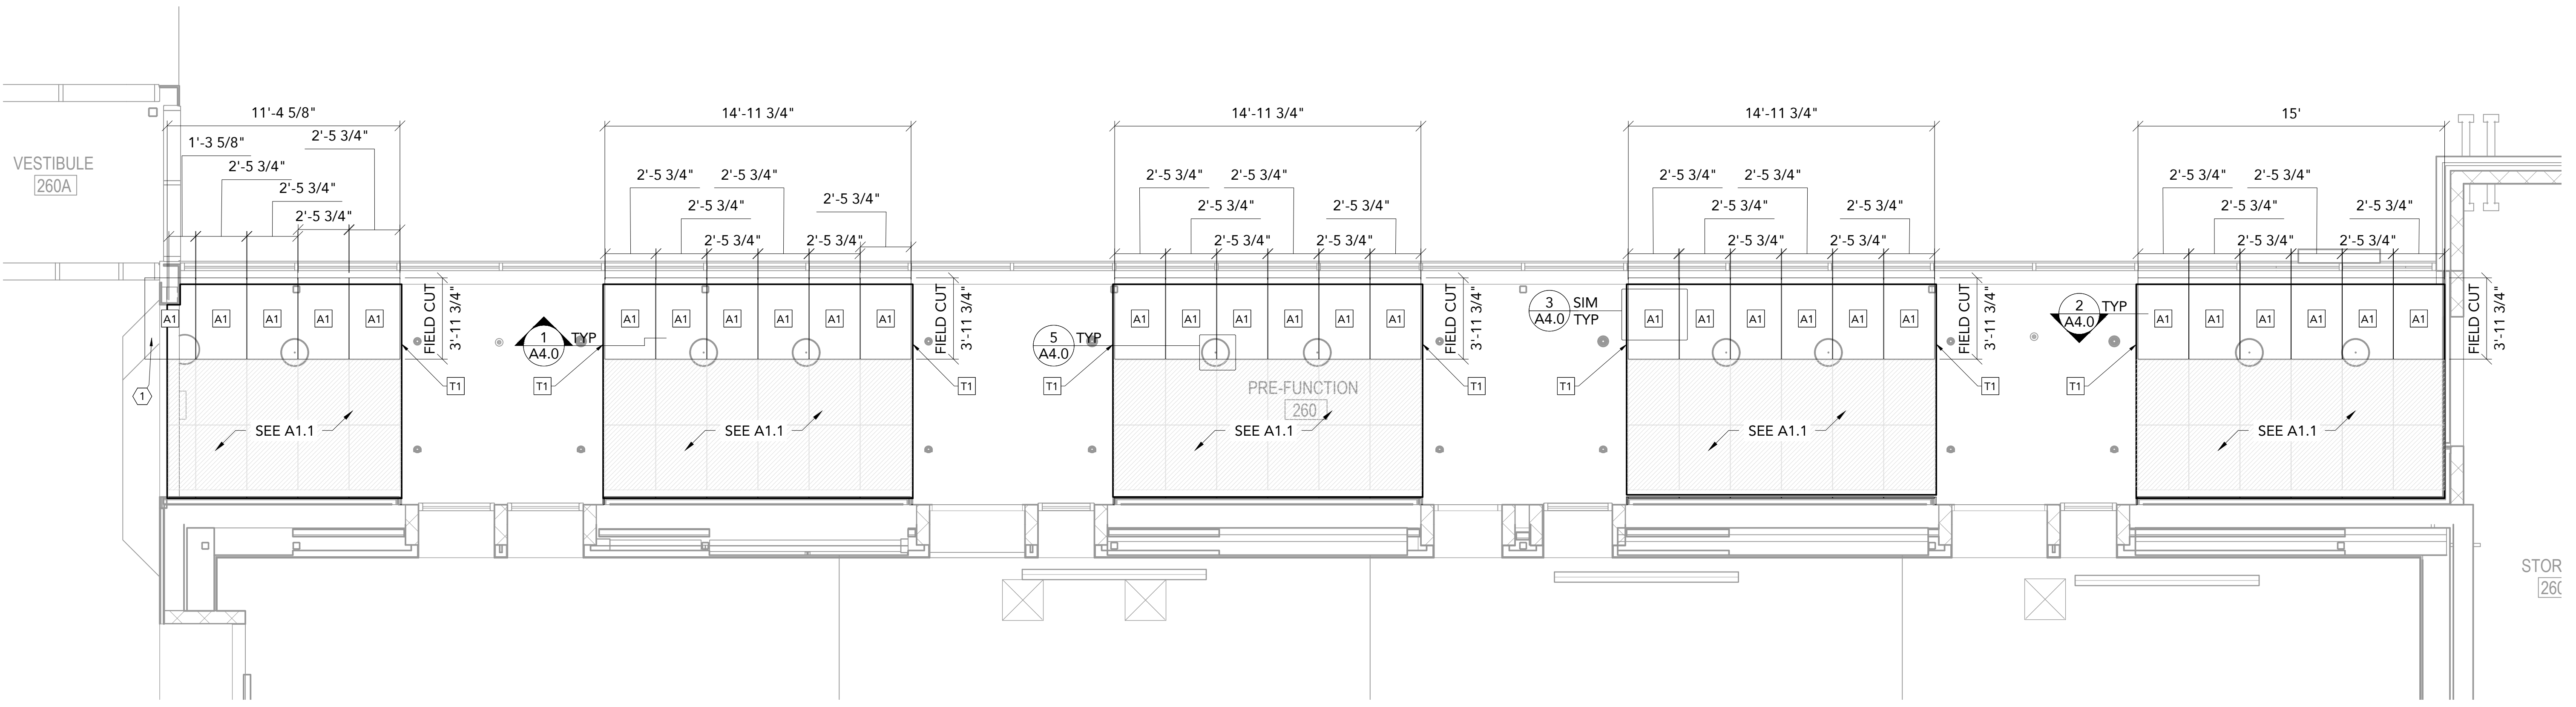 11'-4 5/8"
14'-11 3/4"
14'-11 3/4"
14'-11 3/4"
15'
1'-3 5/8"
2'-5 3/4"
2'-5 3/4"
2'-5 3/4"
2'-5 3/4"
VESTIBULE
260A
2'-5 3/4" 2'-5 3/4"
2'-5 3/4"
2'-5 3/4"
2'-5 3/4" 2'-5 3/4"
2'-5 3/4" 2'-5 3/4"
2'-5 3/4" 2'-5 3/4"
2'-5 3/4" 2'-5 3/4"
2'-5 3/4" 2'-5 3/4"
2'-5 3/4" 2'-5 3/4"
2'-5 3/4" 2'-5 3/4"
2'-5 3/4" 2'-5 3/4"
2'-5 3/4" 2'-5 3/4"
2'-5 3/4" 2'-5 3/4"
A1 A1 A1 A1 A1
FIELD CUT
3'-11 3/4"
1
A4.0
TYP
A1 A1 A1 A1 A1 A1
FIELD CUT
3'-11 3/4"
5
A4.0
TYP
A1 A1 A1 A1 A1 A1
FIELD CUT
3'-11 3/4"
3
A4.0
SIM
TYP
A1 A1 A1 A1 A1 A1
FIELD CUT
3'-11 3/4"
2
A4.0
TYP
A1 A1 A1 A1 A1 A1
FIELD CUT
3'-11 3/4"
1
T1
T1
T1
T1
T1
T1
T1
T1
PRE-FUNCTION
260
SEE A1.1
SEE A1.1
SEE A1.1
SEE A1.1
SEE A1.1
STOR
260